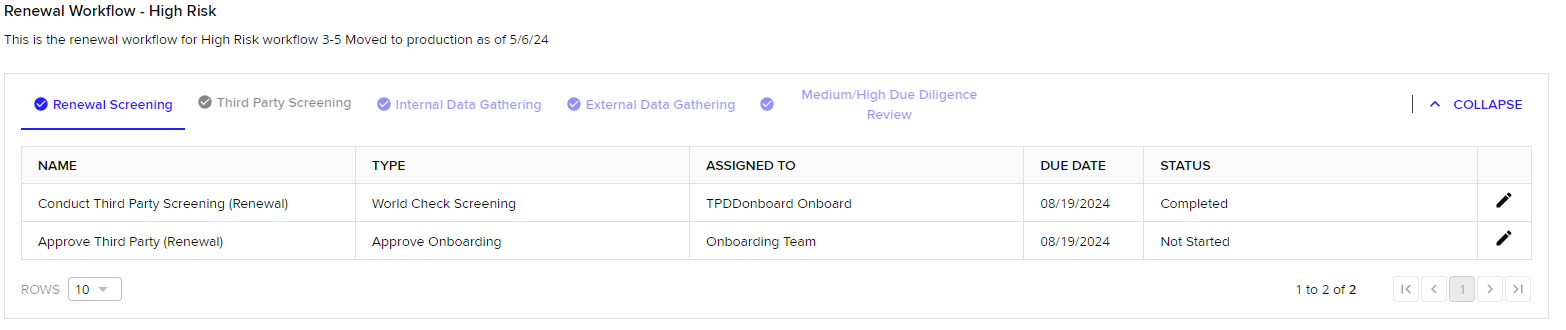 Renewal Workflow - High Risk
This is the renewal workflow for High Risk workflow 3-5 Moved to production as of 5/6/24
Renewal Screening Third Party Screening Internal Data Gathering External Data Gathering Medium/High Due Diligence
Review
COLLAPSE
NAME TYPE ASSIGNED TO DUE DATE STATUS
Conduct Third Party Screening (Renewal) World Check Screening TPDDonboard Onboard 08/19/2024 Completed
Approve Third Party (Renewal) Approve Onboarding Onboarding Team 08/19/2024 Not Started
ROWS 10 1 to 2 of 2 1